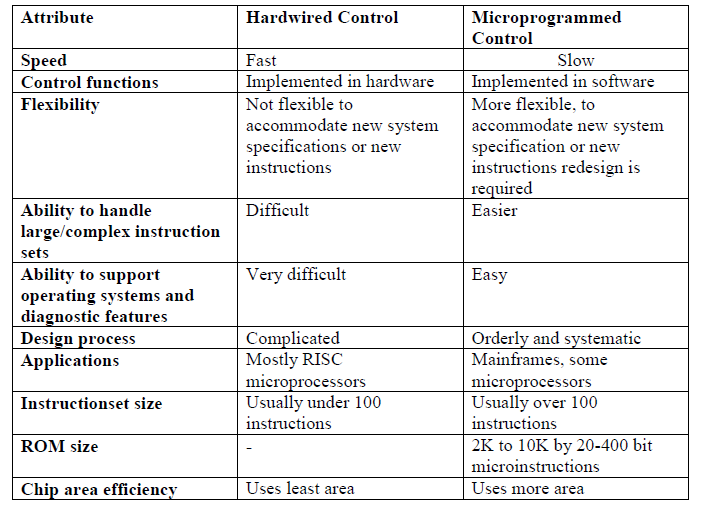 Attribute Hardwired Control Microprogrammed
Control
Speed Fast Slow
Control functions Implemented in hardware Implemented in software
Flexibility Not flexible to More flexible, to
accommodate new system accommodate new system
specifications or new specification or new
instructions instructions redesign is
required
Ability to handle Difficult Easier
large/complex instruction
sets
Ability to support Very difficult Easy
operating systems and
diagnostic features
Design process Complicated Orderly and systematic
Applications Mostly RISC Mainframes, some
microprocessors microprocessors
Instructionset size Usually under 100 Usually over 100
instructions instructions
ROM size - 2K to 10K by 20-400 bit
microinstructions
Chip area efficiency Uses least area Uses more area